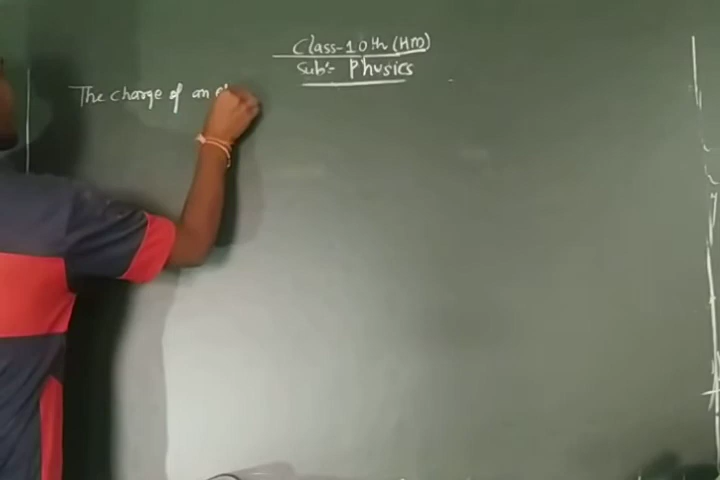 Class-10th (HM)
Sub:- Physics
The charge of an